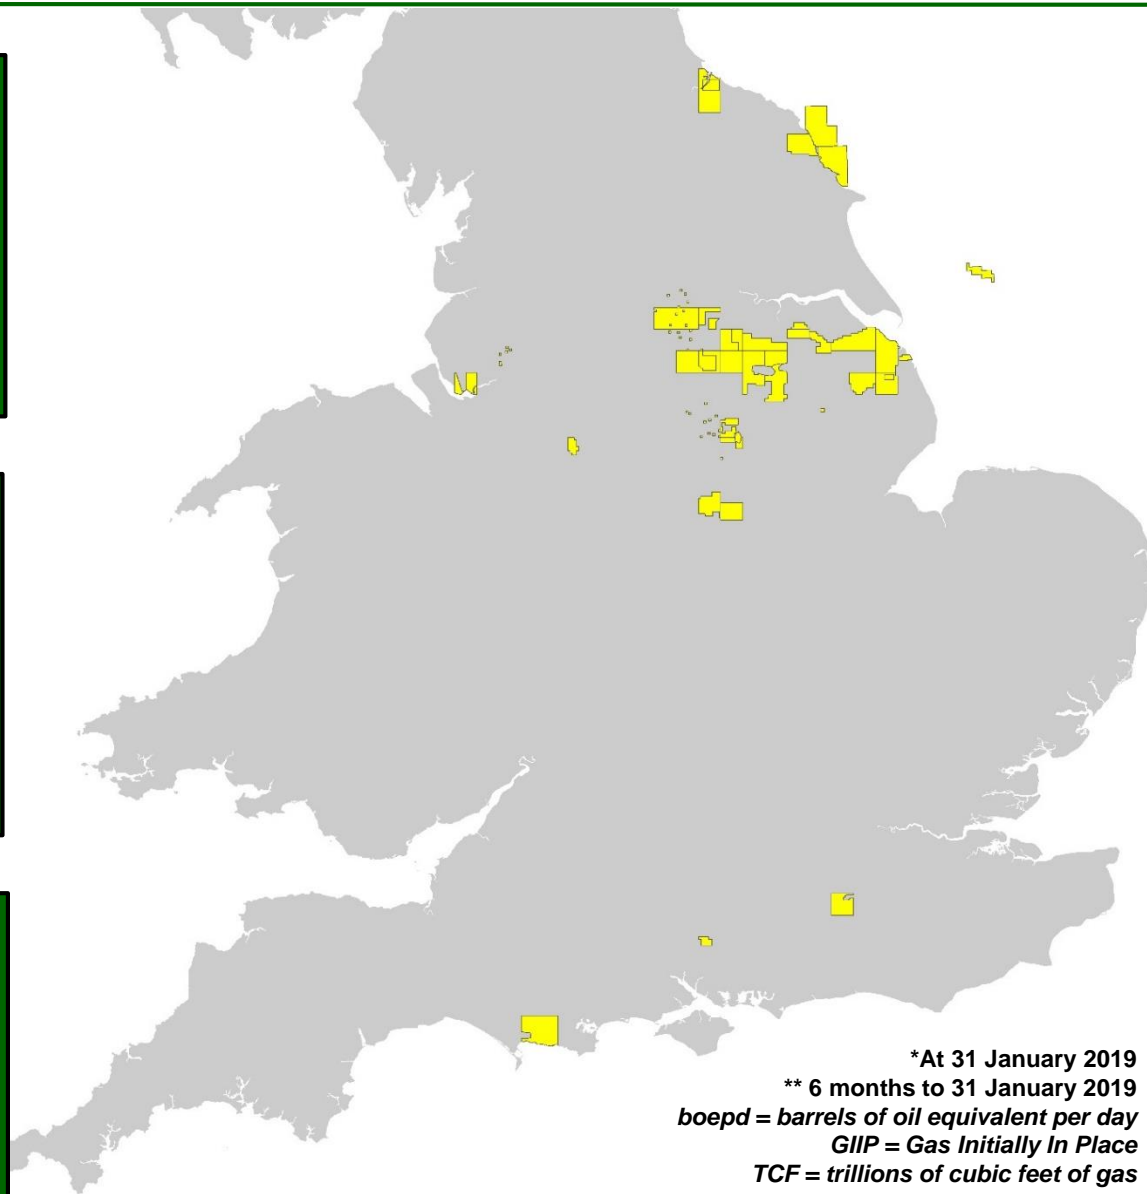 *At 31 January 2019
** 6 months to 31 January 2019
boepd = barrels of oil equivalent per day
GIIP = Gas Initially In Place
TCF = trillions of cubic feet of gas